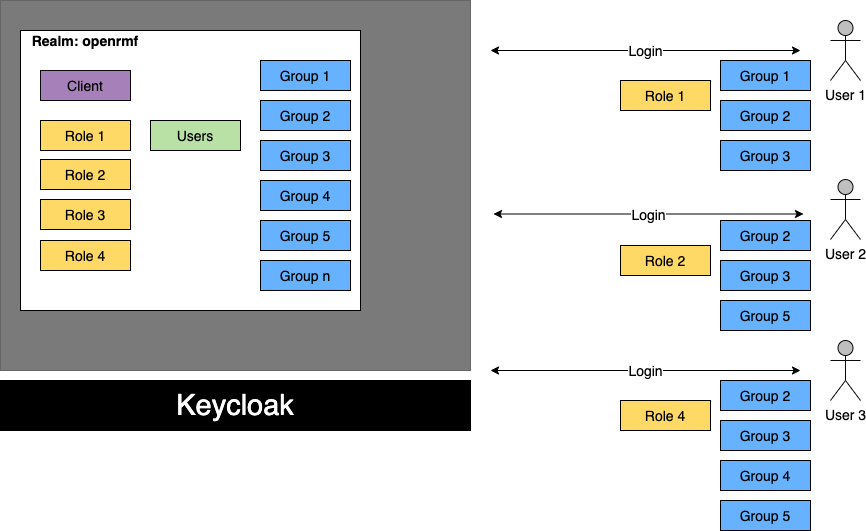 Realm: openrmf
Client
Role 1
Role 2
Role 3
Role 4
Users
Group 1
Group 2
Group 3
Group 4
Group 5
Group n
Keycloak
Login
Role 1
Group 1
Group 2
Group 3
User 1
Login
Role 2
Group 2
Group 3
Group 5
User 2
Login
Role 4
Group 2
Group 3
Group 4
Group 5
User 3